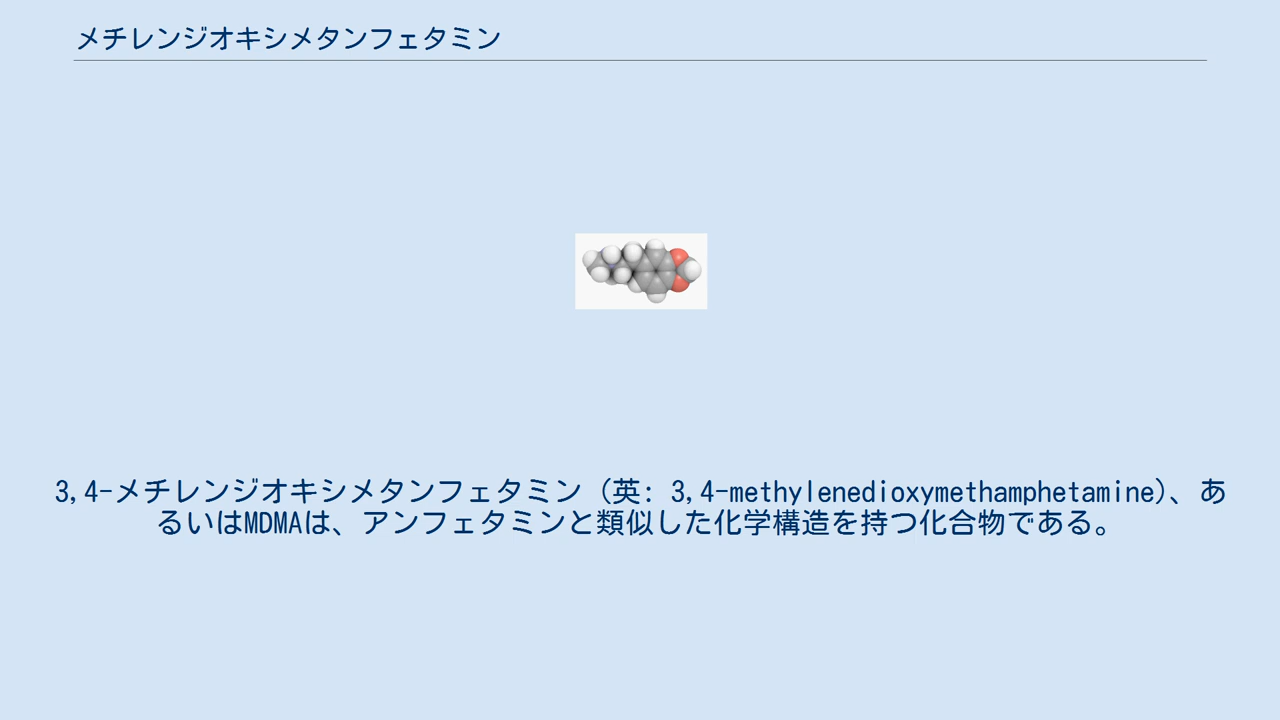 メチレンジオキシメタンフェタミン
3,4-メチレンジオキシメタンフェタミン（英: 3,4-methylenedioxymethamphetamine)、あ
るいはMDMAは、アンフェタミンと類似した化学構造を持つ化合物である。